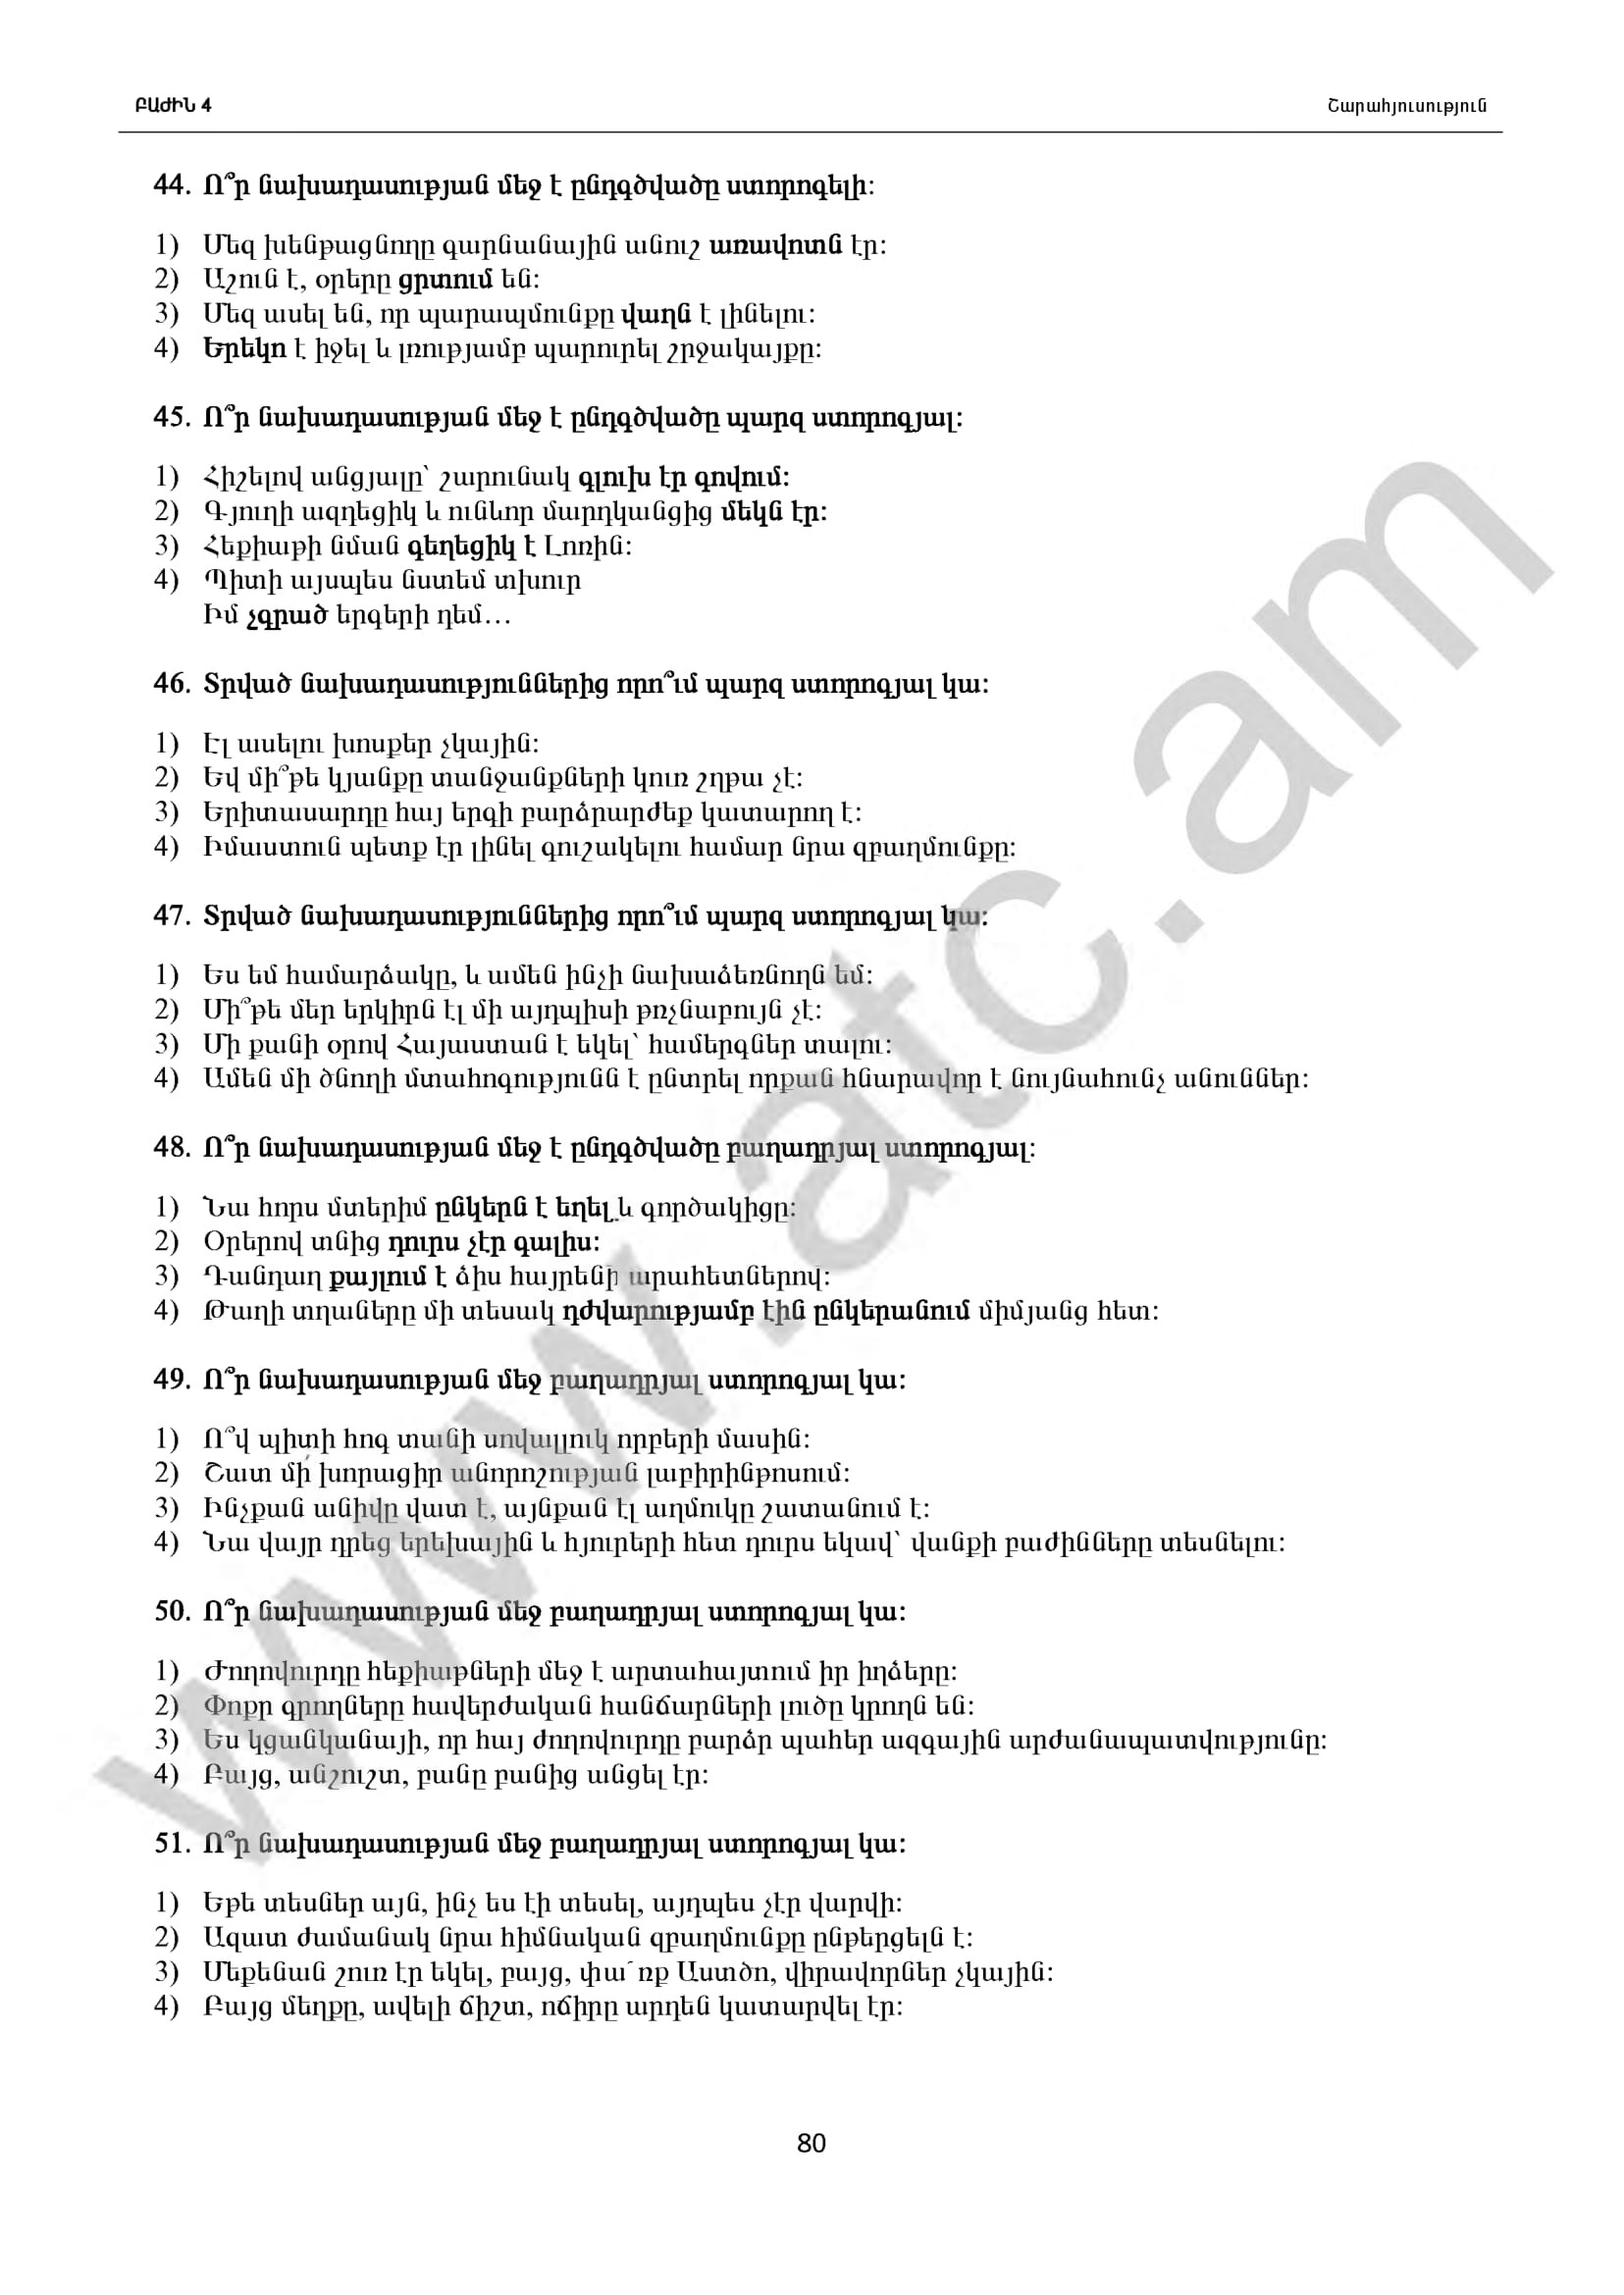 ԲԱԺԻՆ 4
Շարահյուսություն
44. Ո՞ր նախադասության մեջ է ընդգծվածը ստորոգելի:
1) Մեզ խենթացնողը գարնանային անուշ առավոտն էր:
2) Աշուն է, օրերը ցրտում են:
3) Մեզ ասել են, որ պարապմունքը վաղն է լինելու:
4) Երեկո է իջել և լռությամբ պարուրել շրջակայքը:
45. Ո՞ր նախադասության մեջ է ընդգծվածը պարզ ստորոգյալ:
1) Հիշելով անցյալը՝ շարունակ գլուխ էր գովում:
2) Գյուղի ազդեցիկ և ունևոր մարդկանցից մեկն էր:
3) Հեքիաթի նման գեղեցիկ է Լոռին:
4) Պիտի այսպես նստեմ տխուր
Իմ չգրած երգերի դեմ…
46. Տրված նախադասություններից որո՞ւմ պարզ ստորոգյալ կա:
1) Էլ ասելու խոսքեր չկային:
2) Եվ մի՞թե կյանքը տանջանքների կուռ շղթա չէ:
3) Երիտասարդը հայ երգի բարձրարժեք կատարող է:
4) Իմաստուն պետք էր լինել գուշակելու համար նրա զբաղմունքը:
47. Տրված նախադասություններից որո՞ւմ պարզ ստորոգյալ կա:
1) Ես եմ համարձակը, և ամեն ինչի նախաձեռնողն եմ:
2) Մի՞թե մեր երկիրն էլ մի այդպիսի թռչնաբույն չէ:
3) Մի քանի օրով Հայաստան է եկել՝ համերգներ տալու:
4) Ամեն մի ծնողի մտահոգությունն է ընտրել որքան հնարավոր է նույնահունչ անուններ:
48. Ո՞ր նախադասության մեջ է ընդգծվածը բաղադրյալ ստորոգյալ:
1) Նա հորս մտերիմ ընկերն է եղել և գործակիցը:
2) Օրերով տնից դուրս չէր գալիս:
3) Դանդաղ քայլում է ձիս հայրենի արահետներով:
4) Թաղի տղաները մի տեսակ դժվարությամբ էին ընկերանում միմյանց հետ:
49. Ո՞ր նախադասության մեջ բաղադրյալ ստորոգյալ կա:
1) Ո՞վ պիտի հոգ տանի սովալլուկ որբերի մասին:
2) Շատ մի՛ խորացիր անորոշության լաբիրինթոսում:
3) Ինչքան անիվը վատ է, այնքան էլ աղմուկը շատանում է:
4) Նա վայր դրեց երեխային և հյուրերի հետ դուրս եկավ՝ վանքի բաժինները տեսնելու:
50. Ո՞ր նախադասության մեջ բաղադրյալ ստորոգյալ կա:
1) Ժողովուրդը հեքիաթների մեջ է արտահայտում իր իղձերը:
2) Փոքր գրողները հավերժական հանճարների լուծը կրողն են:
3) Ես կցանկանայի, որ հայ ժողովուրդը բարձր պահեր ազգային արժանապատվությունը:
4) Բայց, անշուշտ, բանը բանից անցել էր:
51. Ո՞ր նախադասության մեջ բաղադրյալ ստորոգյալ կա:
1) Եթե տեսներ այն, ինչ ես էի տեսել, այդպես չէր վարվի:
2) Ազատ ժամանակ նրա հիմնական զբաղմունքը ընթերցելն է:
3) Մեքենան շուռ էր եկել, բայց, փա՜ռք Աստծո, վիրավորներ չկային:
4) Բայց մեղքը, ավելի ճիշտ, ոճիրը արդեն կատարվել էր:
80
www.atc.am